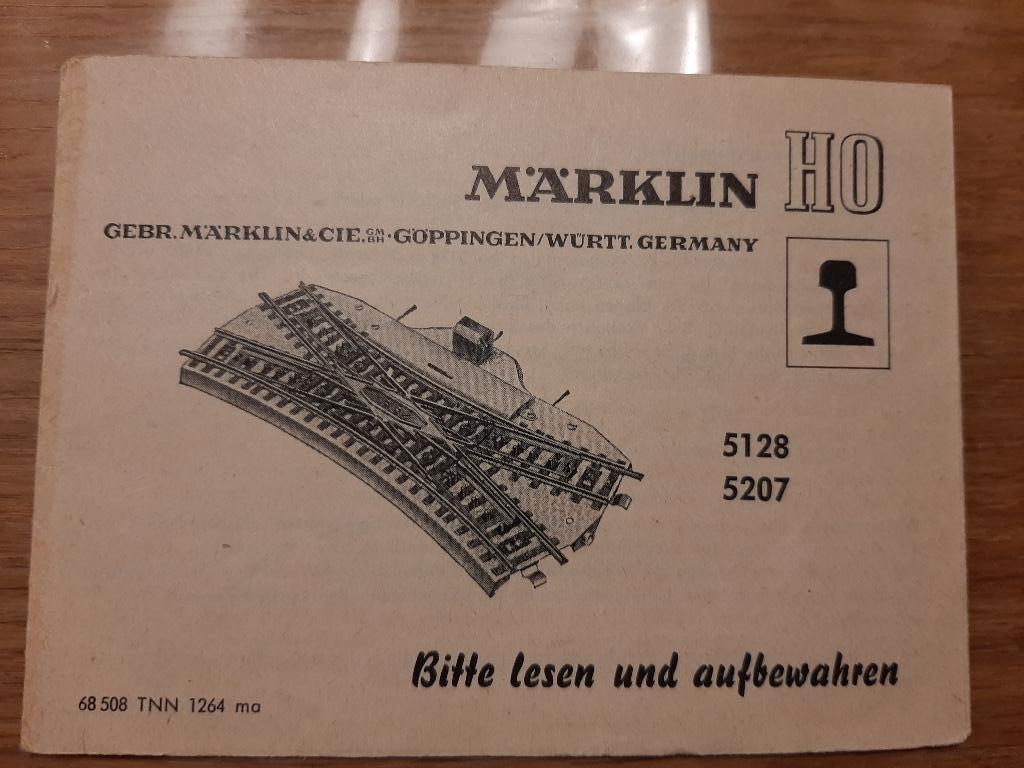 MÄRKLIN HO
GEBR. MÄRKLIN & CIE. GMBH · GÖPPINGEN/WÜRTT. GERMANY
5128
5207
Bitte lesen und aufbewahren
68 508 TNN 1264 ma